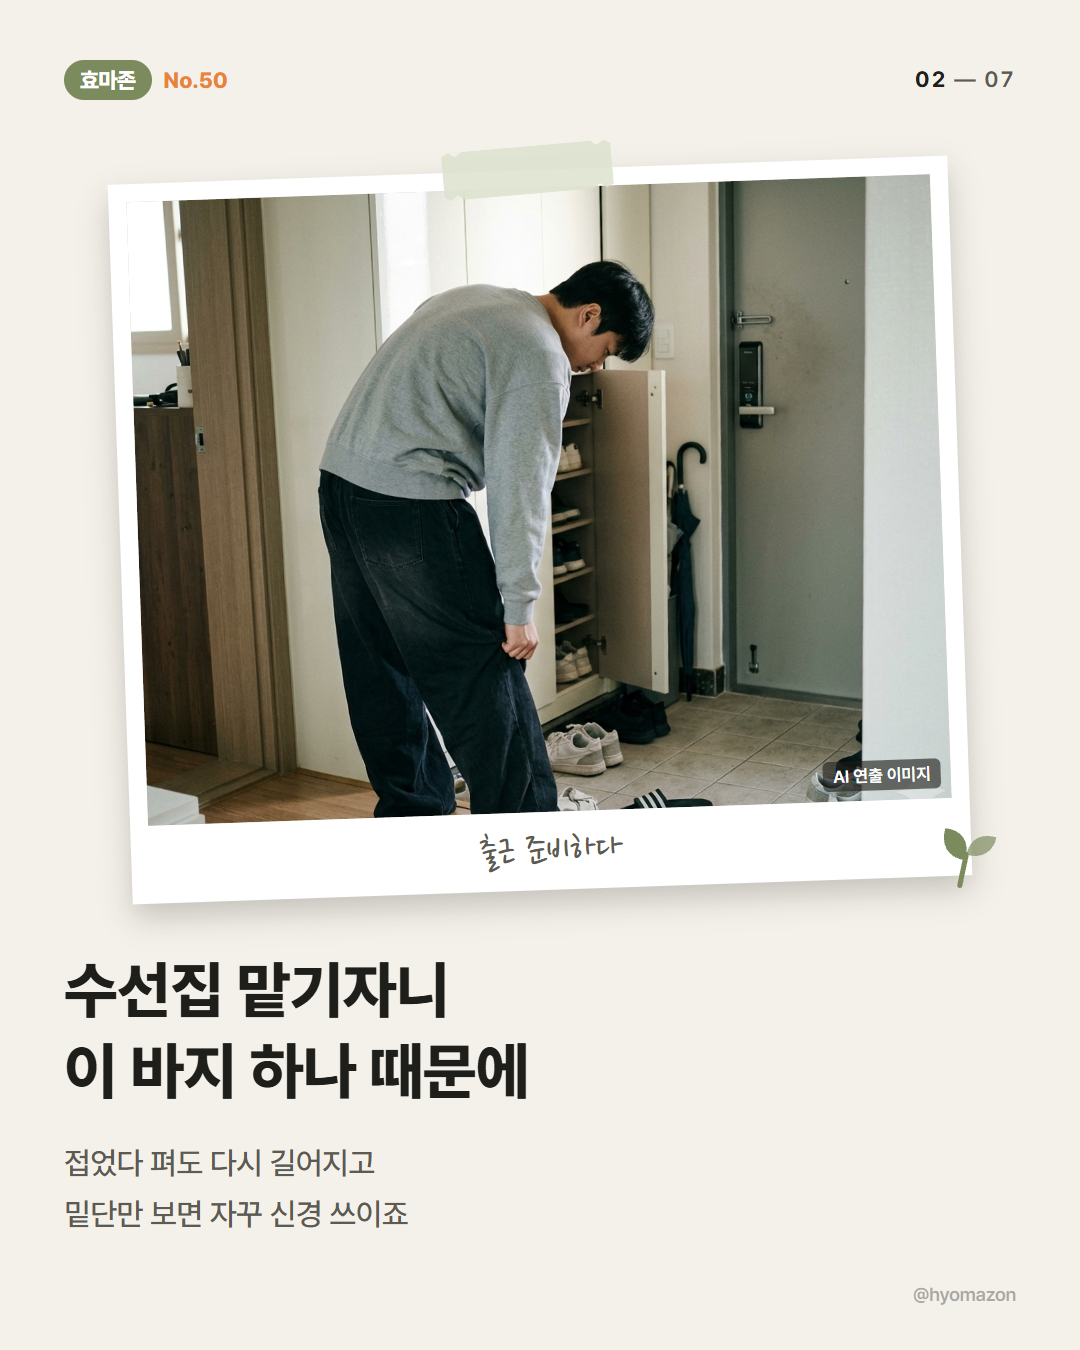 효마존 No.50
02 — 07
AI 연출 이미지
출근 준비하다
수선집 맡기자니
이 바지 하나 때문에
접었다 펴도 다시 길어지고
밑단만 보면 자꾸 신경 쓰이죠
@hyomazon